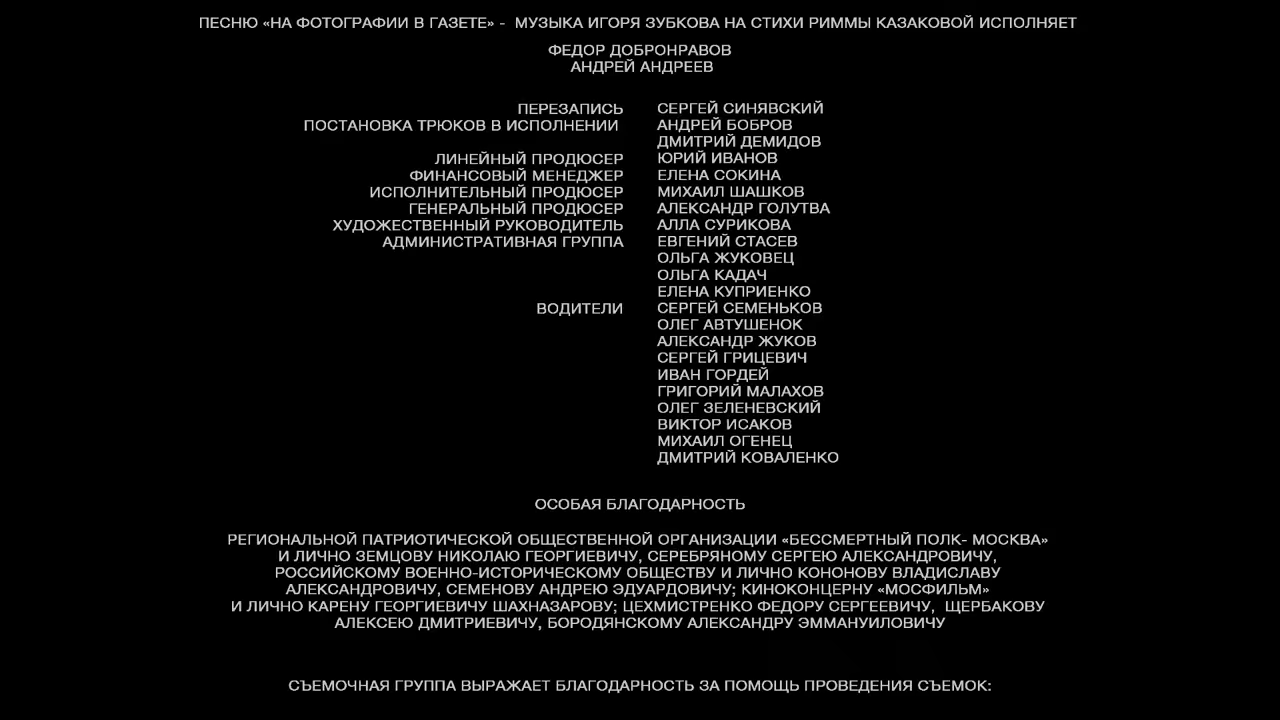 ПЕСНЮ «НА ФОТОГРАФИИ В ГАЗЕТЕ» - МУЗЫКА ИГОРЯ ЗУБКОВА НА СТИХИ РИММЫ КАЗАКОВОЙ ИСПОЛНЯЕТ
ФЕДОР ДОБРОНРАВОВ
АНДРЕЙ АНДРЕЕВ
ПЕРЕЗАПИСЬ СЕРГЕЙ СИНЯВСКИЙ
ПОСТАНОВКА ТРЮКОВ В ИСПОЛНЕНИИ АНДРЕЙ БОБРОВ
ДМИТРИЙ ДЕМИДОВ
ЛИНЕЙНЫЙ ПРОДЮСЕР ЮРИЙ ИВАНОВ
ФИНАНСОВЫЙ МЕНЕДЖЕР ЕЛЕНА СОКИНА
ИСПОЛНИТЕЛЬНЫЙ ПРОДЮСЕР МИХАИЛ ШАШКОВ
ГЕНЕРАЛЬНЫЙ ПРОДЮСЕР АЛЕКСАНДР ГОЛУТВА
ХУДОЖЕСТВЕННЫЙ РУКОВОДИТЕЛЬ АЛЛА СУРИКОВА
АДМИНИСТРАТИВНАЯ ГРУППА ЕВГЕНИЙ СТАСЕВ
ОЛЬГА ЖУКОВЕЦ
ОЛЬГА КАДАЧ
ЕЛЕНА КУПРИЕНКО
ВОДИТЕЛИ СЕРГЕЙ СЕМЕНЬКОВ
ОЛЕГ АВТУШЕНОК
АЛЕКСАНДР ЖУКОВ
СЕРГЕЙ ГРИЦЕВИЧ
ИВАН ГОРДЕЙ
ГРИГОРИЙ МАЛАХОВ
ОЛЕГ ЗЕЛЕНЕВСКИЙ
ВИКТОР ИСАКОВ
МИХАИЛ ОГЕНЕЦ
ДМИТРИЙ КОВАЛЕНКО
ОСОБАЯ БЛАГОДАРНОСТЬ
РЕГИОНАЛЬНОЙ ПАТРИОТИЧЕСКОЙ ОБЩЕСТВЕННОЙ ОРГАНИЗАЦИИ «БЕССМЕРТНЫЙ ПОЛК- МОСКВА»
И ЛИЧНО ЗЕМЦОВУ НИКОЛАЮ ГЕОРГИЕВИЧУ, СЕРЕБРЯНОМУ СЕРГЕЮ АЛЕКСАНДРОВИЧУ,
РОССИЙСКОМУ ВОЕННО-ИСТОРИЧЕСКОМУ ОБЩЕСТВУ И ЛИЧНО КОНОНОВУ ВЛАДИСЛАВУ
АЛЕКСАНДРОВИЧУ, СЕМЕНОВУ АНДРЕЮ ЭДУАРДОВИЧУ; КИНОКОНЦЕРНУ «МОСФИЛЬМ»
И ЛИЧНО КАРЕНУ ГЕОРГИЕВИЧУ ШАХНАЗАРОВУ; ЦЕХМИСТРЕНКО ФЕДОРУ СЕРГЕЕВИЧУ, ЩЕРБАКОВУ
АЛЕКСЕЮ ДМИТРИЕВИЧУ, БОРОДЯНСКОМУ АЛЕКСАНДРУ ЭММАНУИЛОВИЧУ
СЪЕМОЧНАЯ ГРУППА ВЫРАЖАЕТ БЛАГОДАРНОСТЬ ЗА ПОМОЩЬ ПРОВЕДЕНИЯ СЪЕМОК: